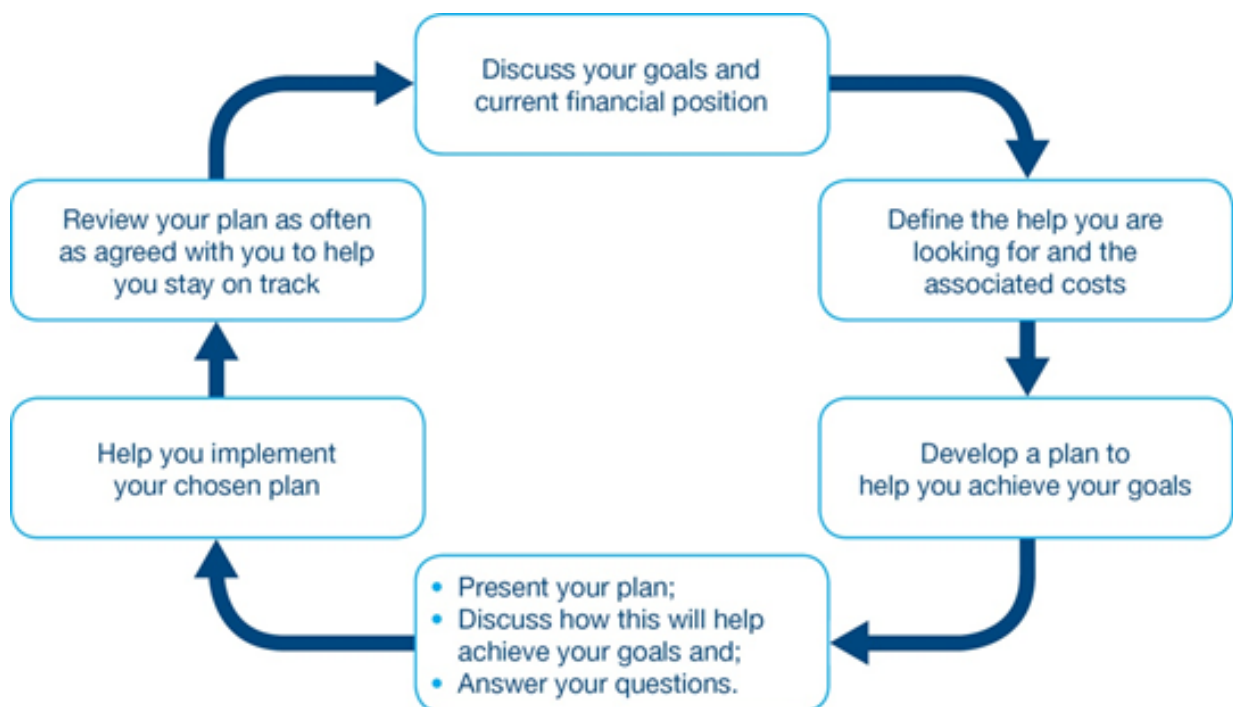 Discuss your goals and
current financial position
Define the help you are
looking for and the
associated costs
Develop a plan to
help you achieve your goals
• Present your plan;
• Discuss how this will help
achieve your goals and;
• Answer your questions.
Help you implement
your chosen plan
Review your plan as often
as agreed with you to help
you stay on track